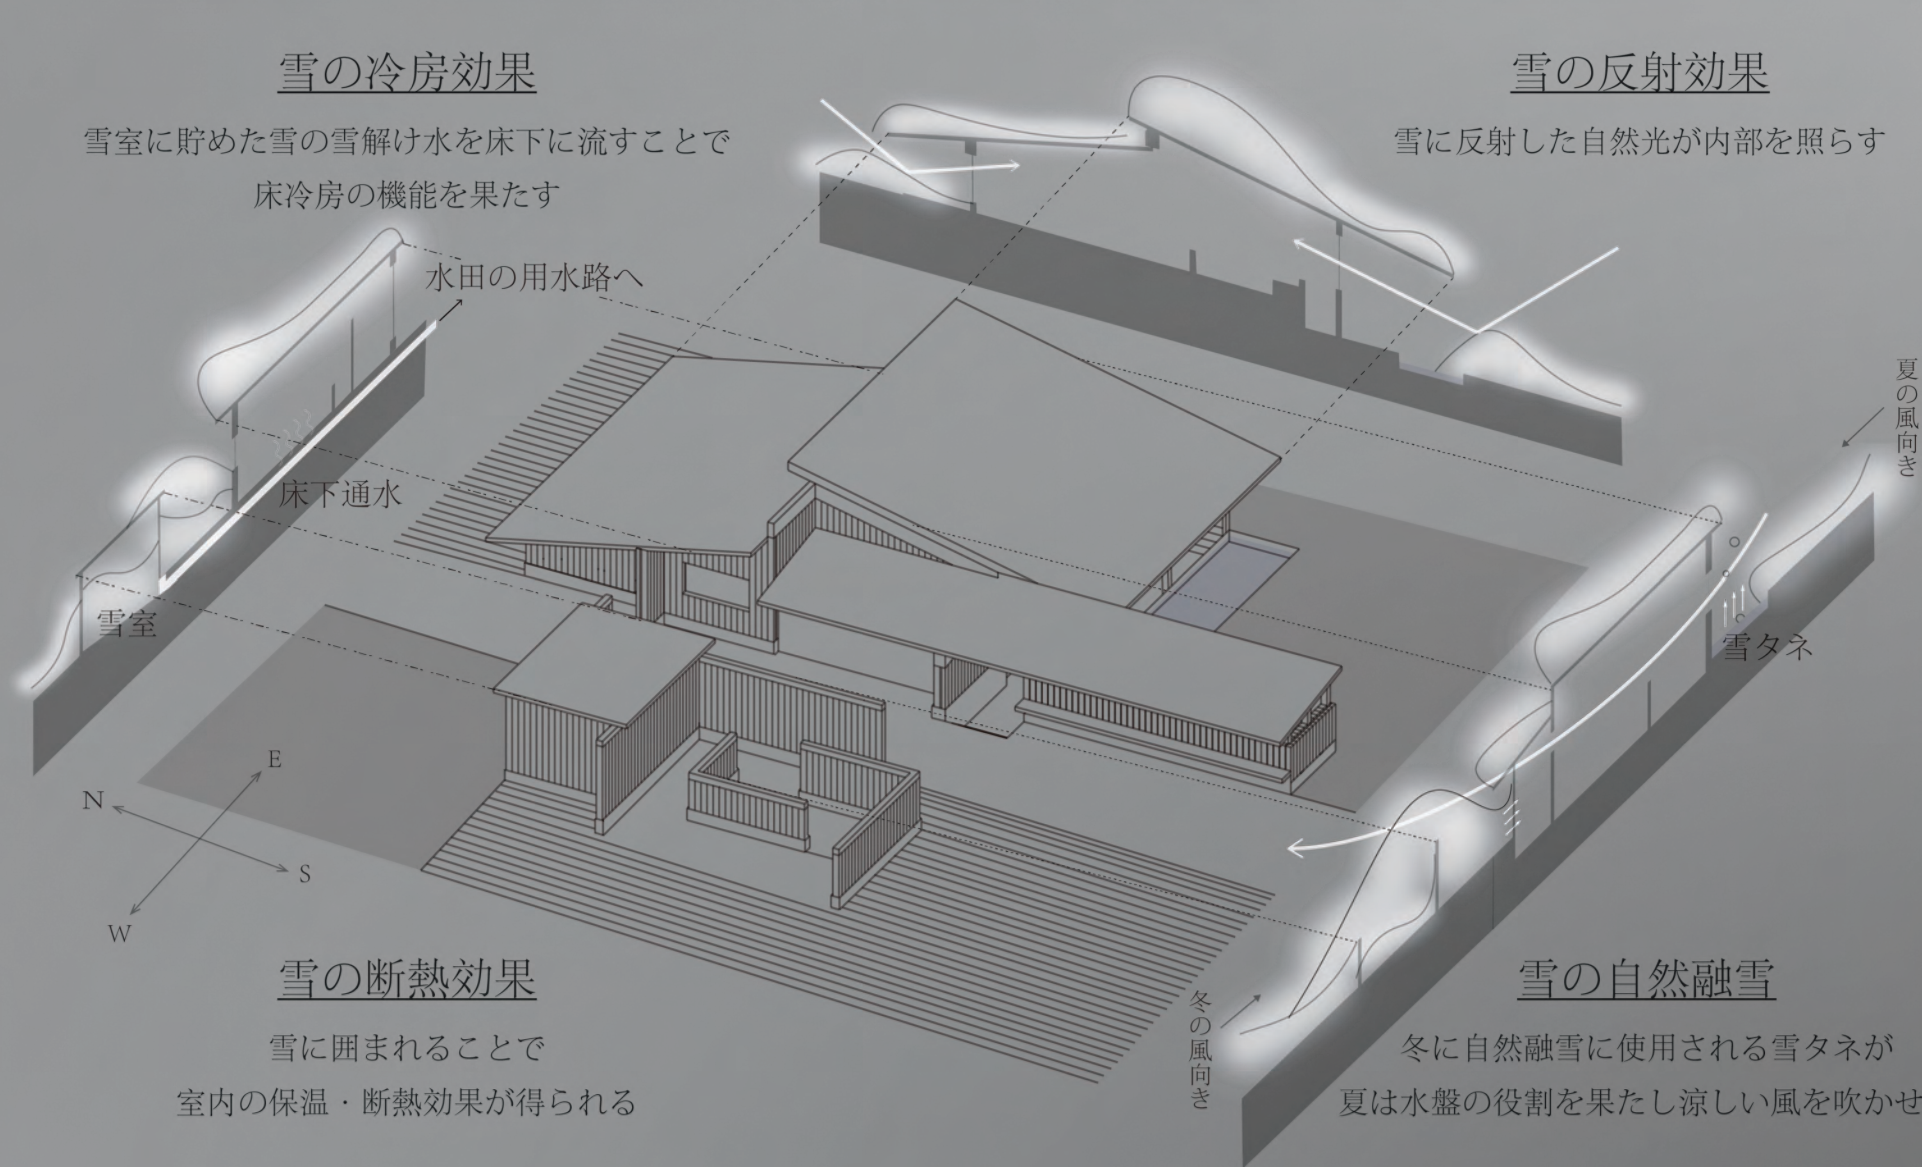 雪の冷房効果
雪室に貯めた雪の雪解け水を床下に流すことで
床冷房の機能を果たす
雪の反射効果
雪に反射した自然光が内部を照らす
水田の用水路へ
床下通水
雪室
夏の風向き
雪タネ
N
E
S
W
雪の断熱効果
雪に囲まれることで
室内の保温・断熱効果が得られる
冬の風向き
雪の自然融雪
冬に自然融雪に使用される雪タネが
夏は水盤の役割を果たし涼しい風を吹かせ